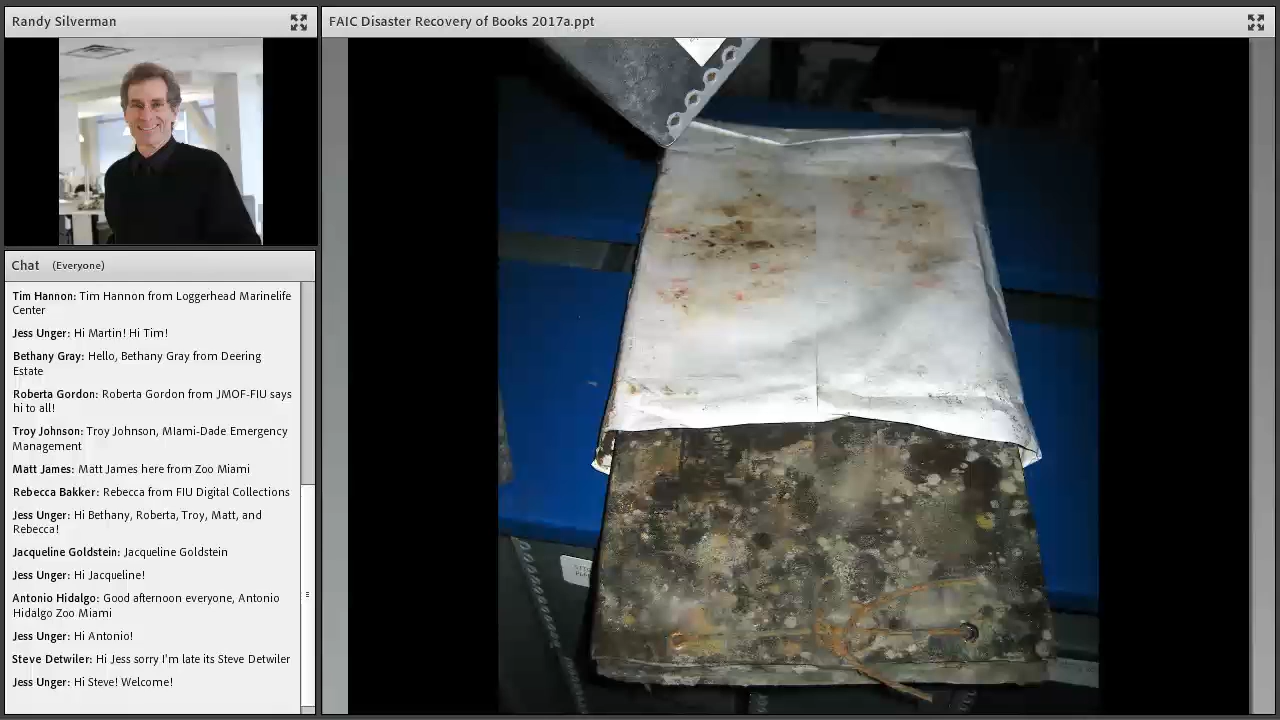 Randy Silverman
FAIC Disaster Recovery of Books 2017a.ppt
Chat (Everyone)
Tim Hannon: Tim Hannon from Loggerhead Marinelife
Center
Jess Unger: Hi Martin! Hi Tim!
Bethany Gray: Hello, Bethany Gray from Deering
Estate
Roberta Gordon: Roberta Gordon from JMOF-FIU says
hi to all!
Troy Johnson: Troy Johnson, MIami-Dade Emergency
Management
Matt James: Matt James here from Zoo Miami
Rebecca Bakker: Rebecca from FIU Digital Collections
Jess Unger: Hi Bethany, Roberta, Troy, Matt, and
Rebecca!
Jacqueline Goldstein: Jacqueline Goldstein
Jess Unger: Hi Jacqueline!
Antonio Hidalgo: Good afternoon everyone, Antonio
Hidalgo Zoo Miami
Jess Unger: Hi Antonio!
Steve Detwiler: Hi Jess sorry I'm late its Steve Detwiler
Jess Unger: Hi Steve! Welcome!